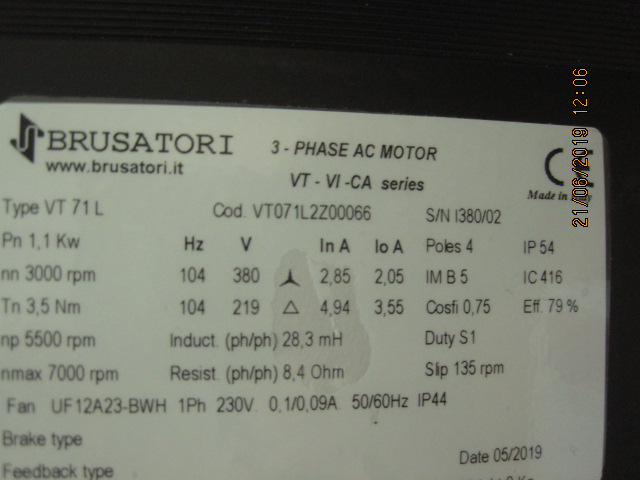 BRUSATORI 3 - PHASE AC MOTOR
www.brusatori.it VT - VI -CA series
Made in
Type VT 71 L Cod. VT071L2Z00066 S/N I380/02
Pn 1,1 Kw Hz V In A Io A Poles 4 IP 54
nn 3000 rpm 104 380 2,85 2,05 IM B 5 IC 416
Tn 3,5 Nm 104 219 △ 4,94 3,55 Cosfi 0,75 Eff. 79 %
np 5500 rpm Induct. (ph/ph) 28,3 mH Duty S1
nmax 7000 rpm Resist. (ph/ph) 8,4 Ohm Slip 135 rpm
Fan UF12A23-BWH 1Ph 230V 0,1/0,09A 50/60Hz IP44
Brake type
Date 05/2019
Feedback type
21/06/2019 12:06